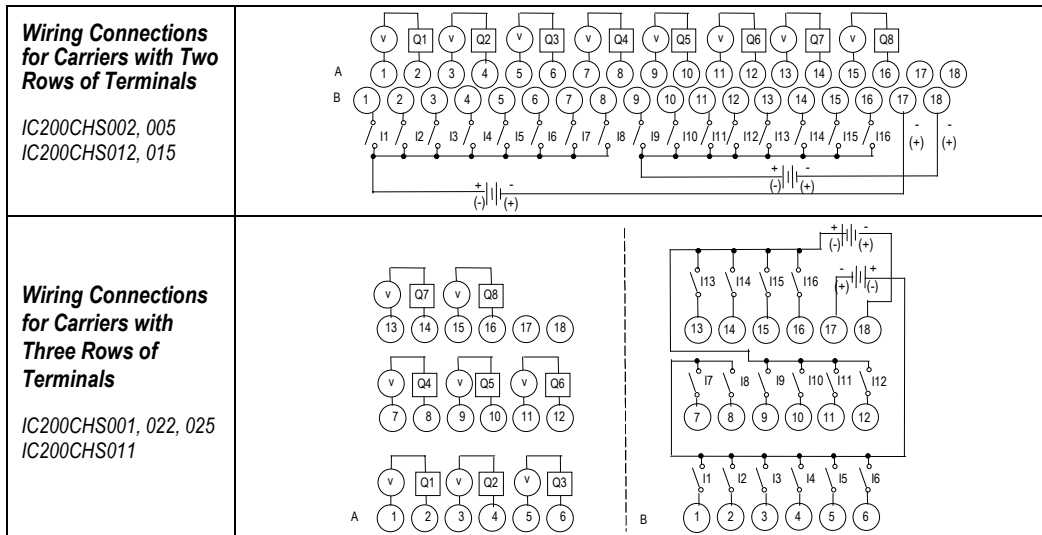 Wiring Connections
for Carriers with Two
Rows of Terminals
IC200CHS002, 005
IC200CHS012, 015
V Q1 V Q2 V Q3 V Q4 V Q5 V Q6 V Q7 V Q8
A 1 2 3 4 5 6 7 8 9 10 11 12 13 14 15 16 17 18
B 1 2 3 4 5 6 7 8 9 10 11 12 13 14 15 16 17 18
I1 I2 I3 I4 I5 I6 I7 I8 I9 I10 I11 I12 I13 I14 I15 I16 - (+) - (+)
+ -
(-) (+)
+ -
(-) (+)
Wiring Connections
for Carriers with
Three Rows of
Terminals
IC200CHS001, 022, 025
IC200CHS011
V Q7 V Q8
13 14 15 16 17 18
V Q4 V Q5 V Q6
7 8 9 10 11 12
V Q1 V Q2 V Q3
A 1 2 3 4 5 6
+ -
(-) (+)
I13 I14 I15 I16 - +
(+) (-)
13 14 15 16 17 18
I7 I8 I9 I10 I11 I12
7 8 9 10 11 12
I1 I2 I3 I4 I5 I6
B 1 2 3 4 5 6